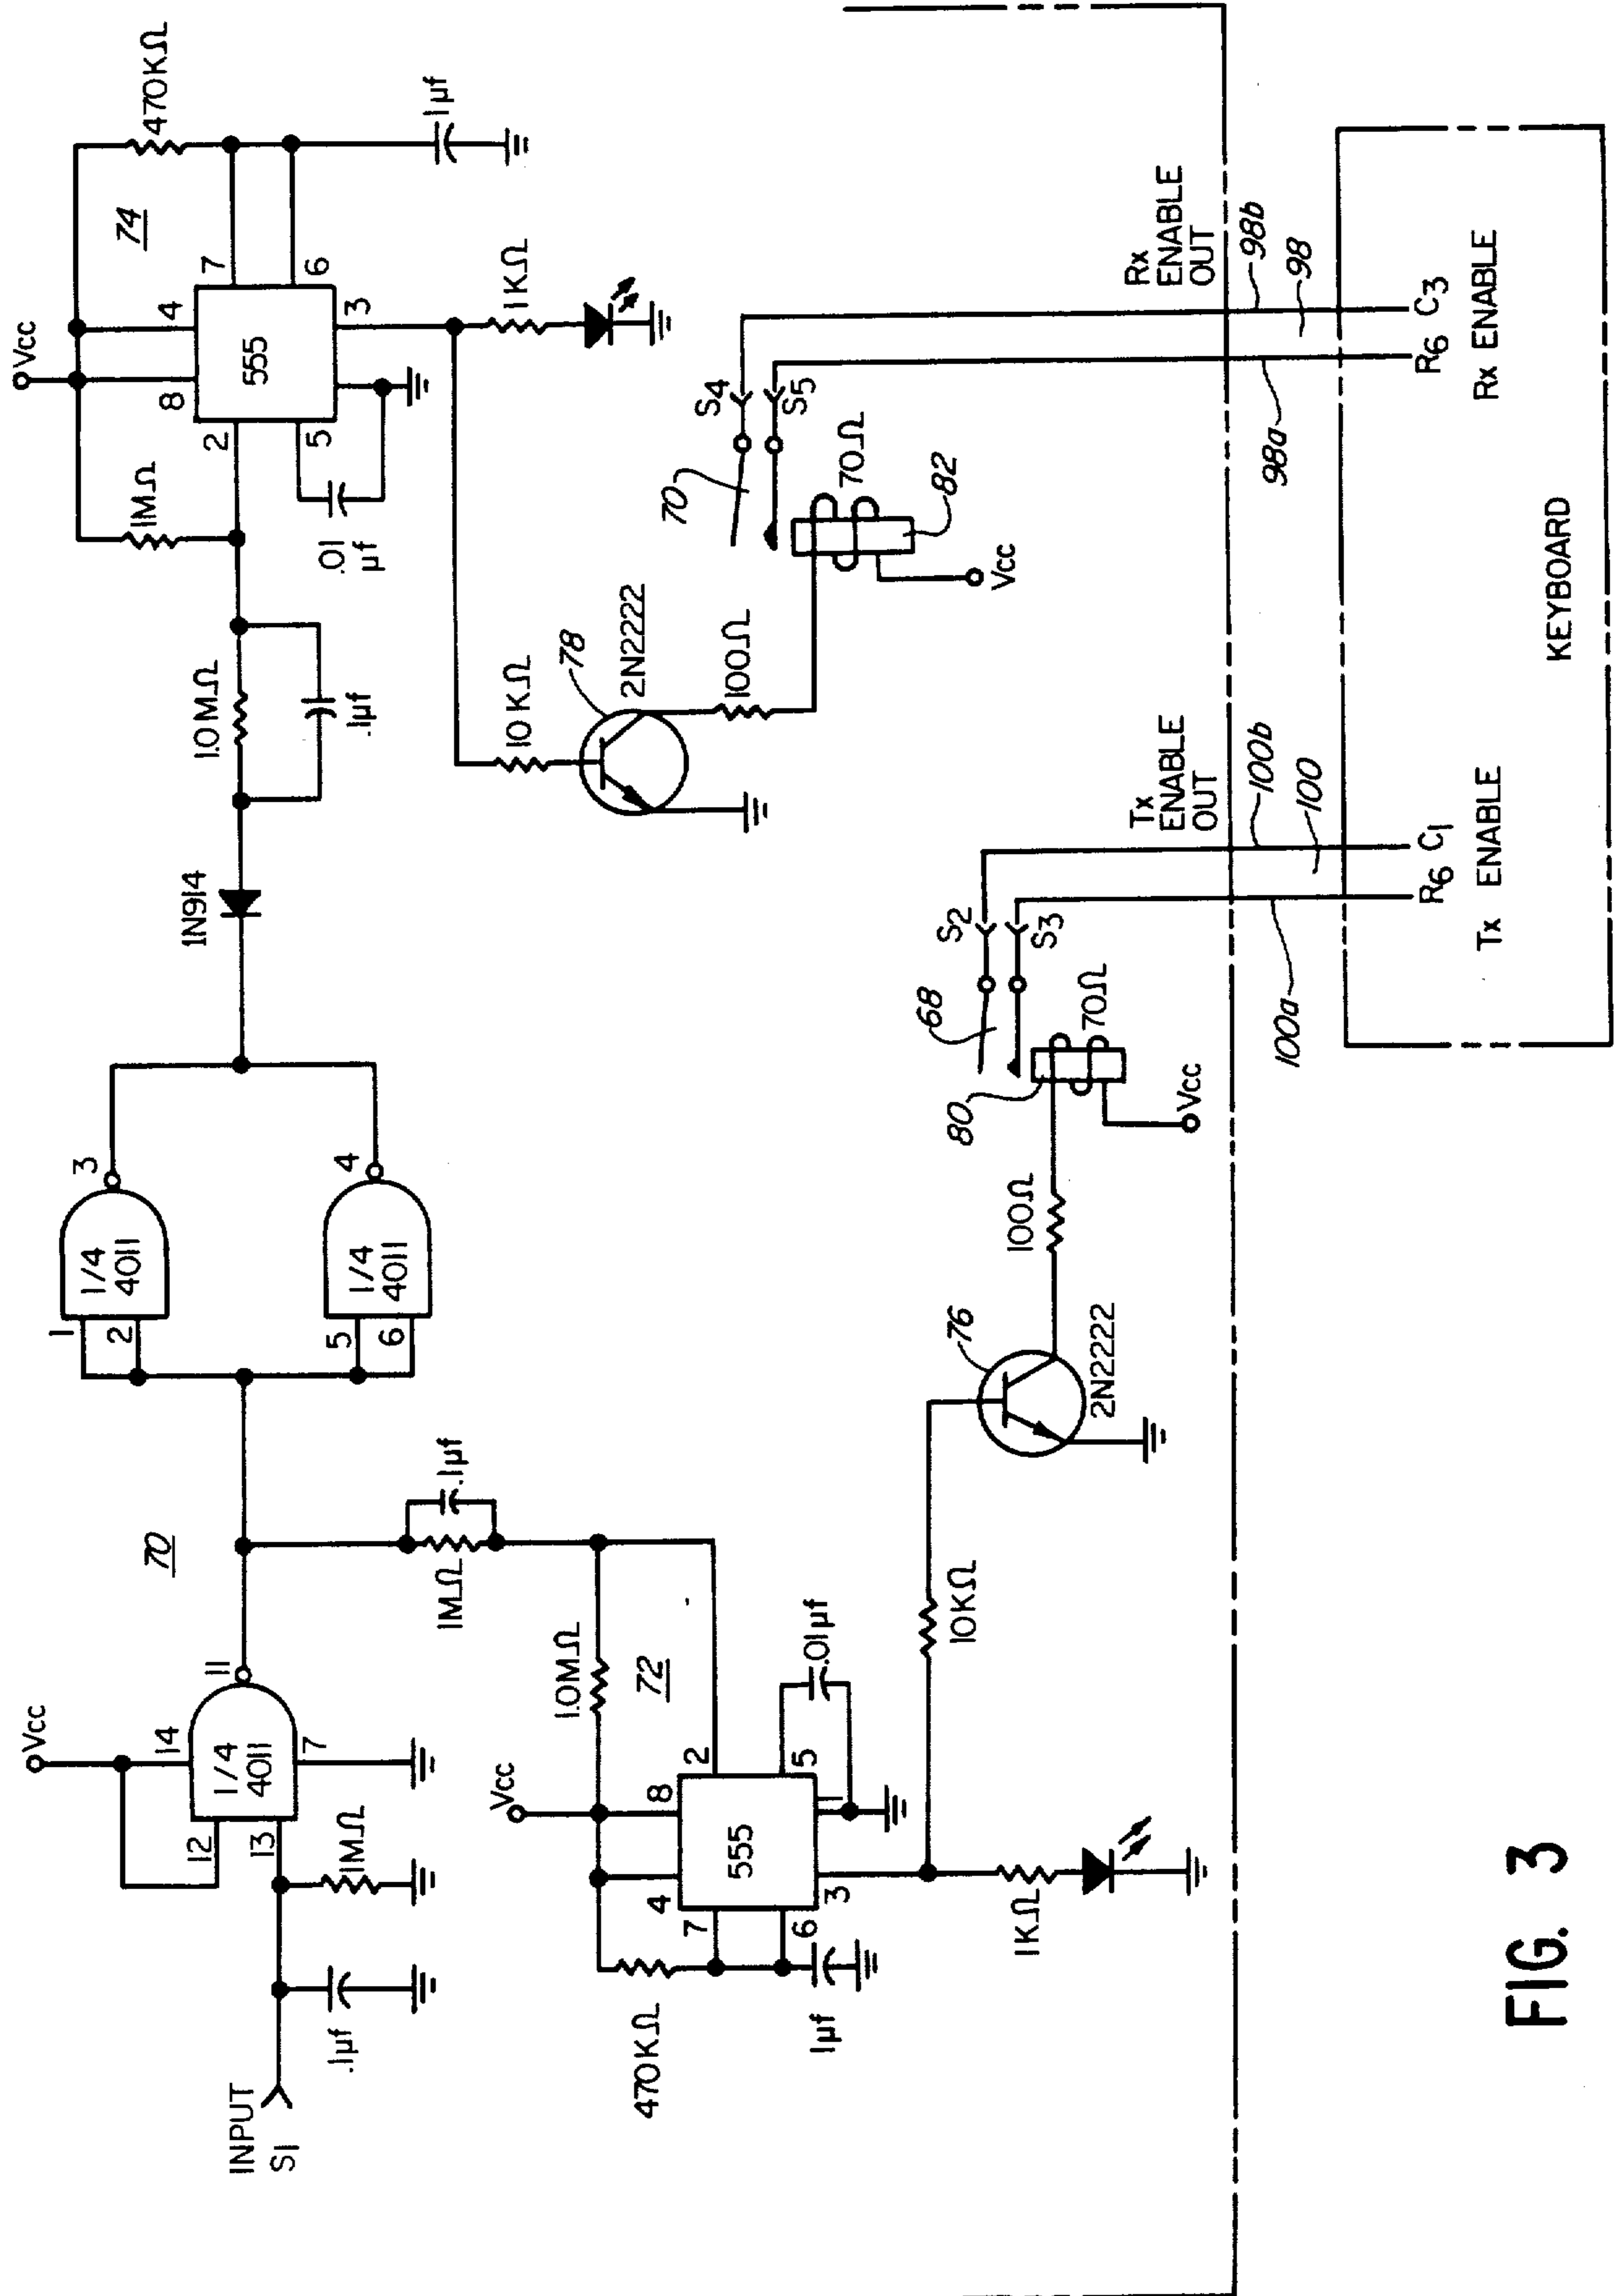 INPUT
S1
.1µf
1MΩ
Vcc
12
13
14
1/4
4011
7
11
70
1MΩ
.1µf
1
2
1/4
4011
3
5
6
1/4
4011
4
1N914
1.0MΩ
.1µf
1MΩ
Vcc
2
8
4
555
5
.01
µf
7
6
3
74
470KΩ
1µf
1KΩ
470KΩ
1µf
Vcc
1.0MΩ
72
8
4
2
7
6
555
5
1
3
.01µf
1KΩ
10KΩ
76
2N2222
100Ω
80
70Ω
Vcc
68
S2
S3
10KΩ
78
2N2222
100Ω
70
S4
S5
70Ω
82
Vcc
Tx
ENABLE
OUT
Rx
ENABLE
OUT
100a
100b
100
98a
98b
98
R6 C1
Tx ENABLE
R6 C3
Rx ENABLE
KEYBOARD
FIG. 3